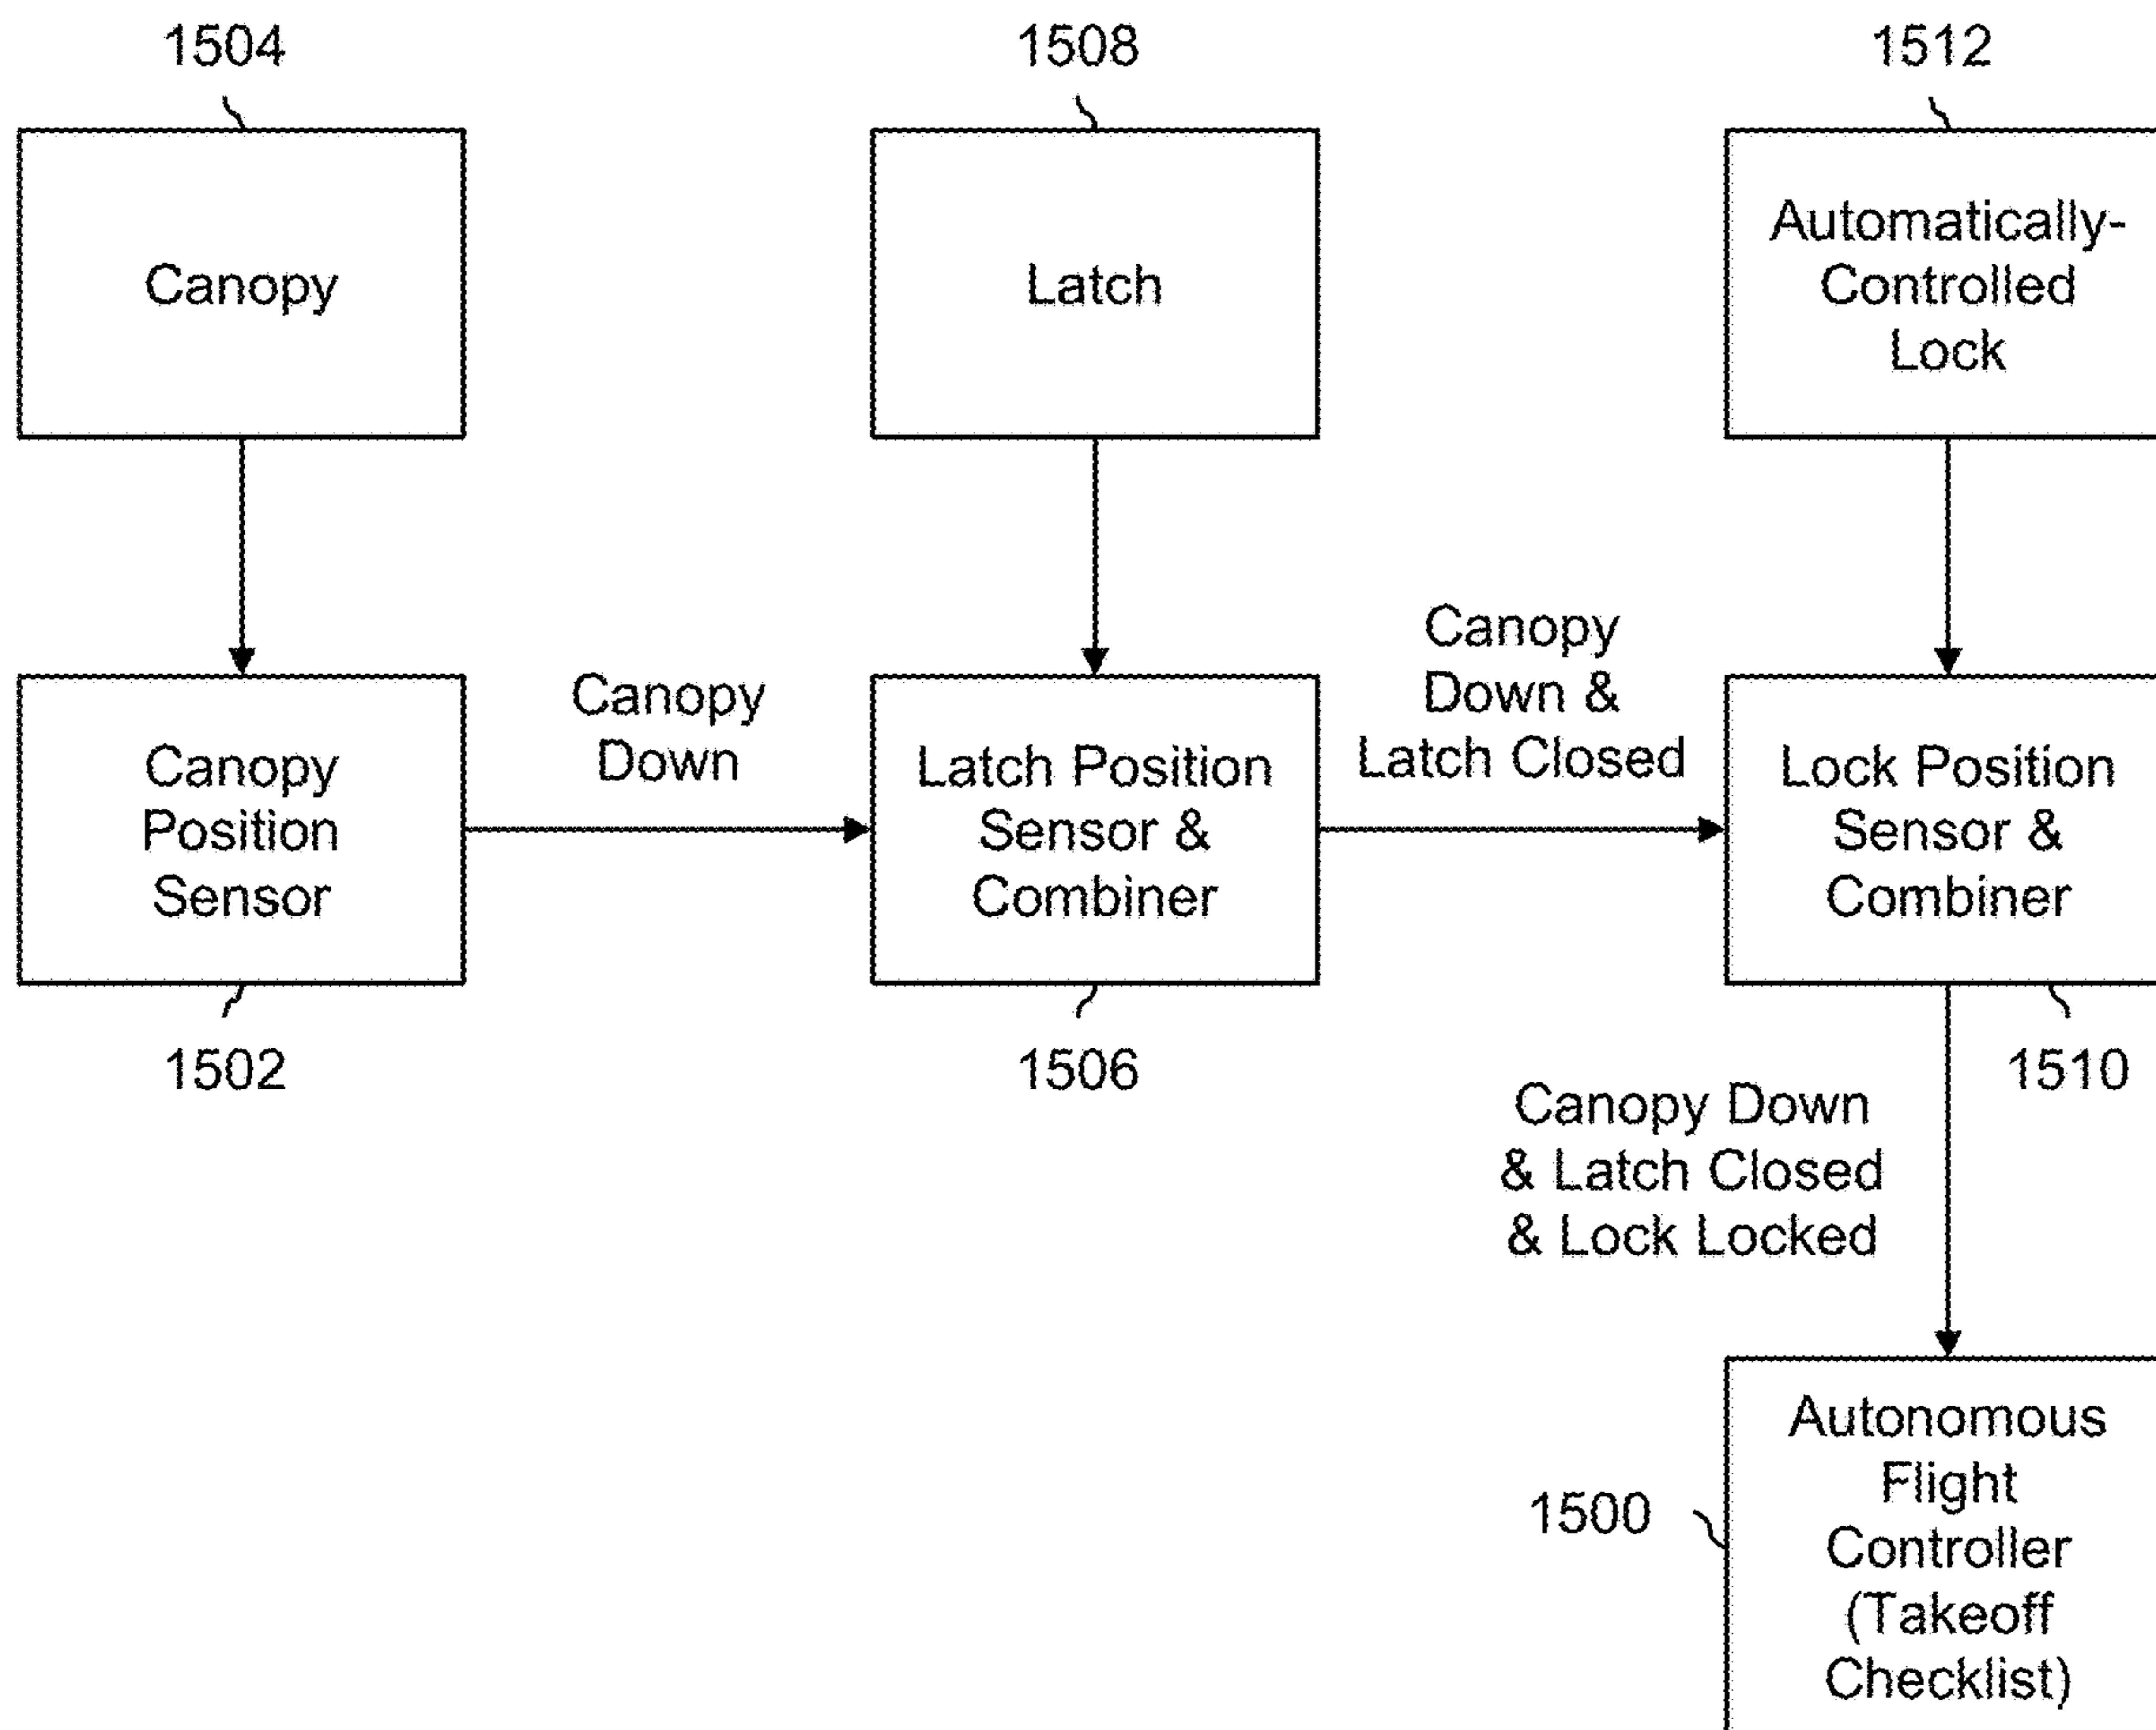 1504
1508
1512
Canopy
Latch
Automatically-
Controlled
Lock
Canopy
Down
Canopy
Down &
Latch Closed
Canopy
Position
Sensor
Latch Position
Sensor &
Combiner
Lock Position
Sensor &
Combiner
1502
1506
1510
Canopy Down
& Latch Closed
& Lock Locked
1500
Autonomous
Flight
Controller
(Takeoff
Checklist)